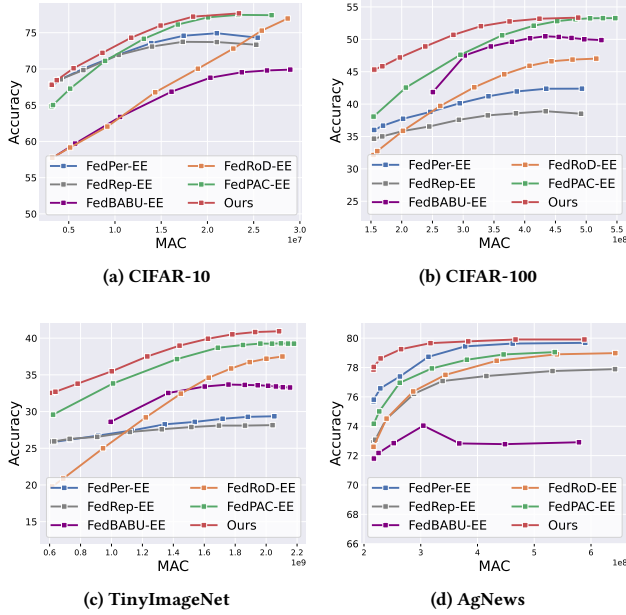 75
70
65
60
55
50
Accuracy
FedPer-EE
FedRep-EE
FedBABU-EE
FedRoD-EE
FedPAC-EE
Ours
0.5 1.0 1.5 2.0 2.5 3.0
1e7
MAC
(a) CIFAR-10
55
50
45
40
35
30
25
Accuracy
FedPer-EE
FedRep-EE
FedBABU-EE
FedRoD-EE
FedPAC-EE
Ours
1.5 2.0 2.5 3.0 3.5 4.0 4.5 5.0 5.5
1e8
MAC
(b) CIFAR-100
40
35
30
25
20
15
Accuracy
FedPer-EE
FedRep-EE
FedBABU-EE
FedRoD-EE
FedPAC-EE
Ours
0.6 0.8 1.0 1.2 1.4 1.6 1.8 2.0 2.2
1e9
MAC
(c) TinyImageNet
80
78
76
74
72
70
68
66
Accuracy
FedPer-EE
FedRep-EE
FedBABU-EE
FedRoD-EE
FedPAC-EE
Ours
2 3 4 5 6
1e8
MAC
(d) AgNews